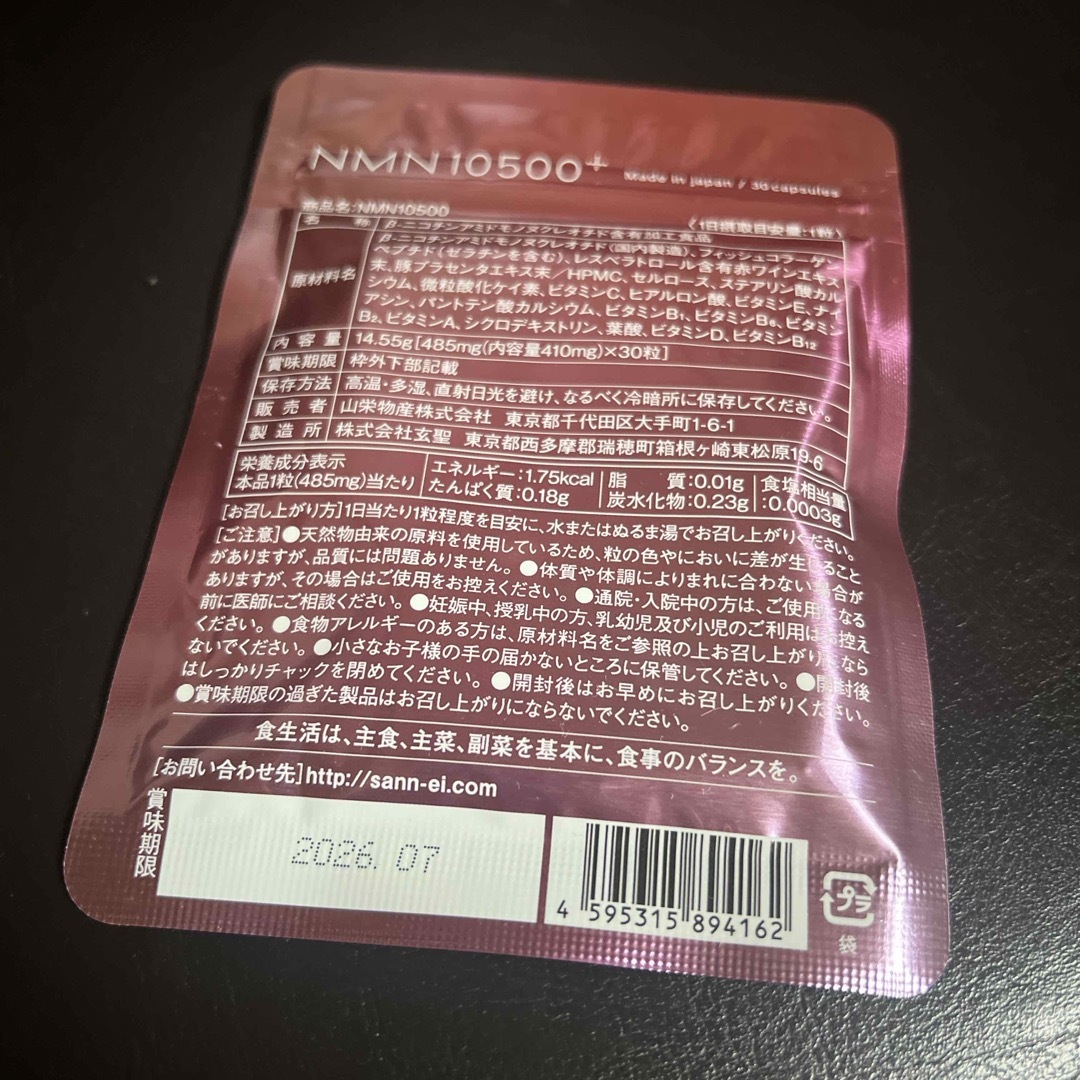 NMN10500+ Made in Japan / 30 capsules
商品名:NMN10500 〈1日摂取目安量:1粒〉
名 称 β-ニコチンアミドモノヌクレオチド含有加工食品
原材料名 β-ニコチンアミドモノヌクレオチド(国内製造)、フィッシュコラーゲン
ペプチド(ゼラチンを含む)、レスベラトロール含有赤ワインエキス
末、豚プラセンタエキス末/HPMC、セルロース、ステアリン酸カル
シウム、微粒酸化ケイ素、ビタミンC、ヒアルロン酸、ビタミンE、ナイ
アシン、パントテン酸カルシウム、ビタミンB1、ビタミンB6、ビタミン
B2、ビタミンA、シクロデキストリン、葉酸、ビタミンD、ビタミンB12
内容量 14.55g[485mg(内容量410mg)×30粒]
賞味期限 枠外下部記載
保存方法 高温・多湿、直射日光を避け、なるべく冷暗所に保存してください。
販売者 山栄物産株式会社 東京都千代田区大手町1-6-1
製造所 株式会社玄聖 東京都西多摩郡瑞穂町箱根ヶ崎東松原19-6
栄養成分表示
本品1粒(485mg)当たり
エネルギー:1.75kcal 脂 質:0.01g 食塩相当量
たんぱく質:0.18g 炭水化物:0.23g :0.0003g
[お召し上がり方]1日当たり1粒程度を目安に、水またはぬるま湯でお召し上がりください。
[ご注意]●天然物由来の原料を使用しているため、粒の色やにおいに差が生じること
がありますが、品質には問題ありません。●体質や体調によりまれに合わない場合が
ありますが、その場合はご使用をお控えください。●通院・入院中の方は、ご使用になる
前に医師にご相談ください。●妊娠中、授乳中の方、乳幼児及び小児のご利用はお控え
ください。●食物アレルギーのある方は、原材料名をご参照の上お召し上がりになら
ないでください。●小さなお子様の手の届かないところに保管してください。●開封後
はしっかりチャックを閉めてください。●開封後はお早めにお召し上がりください。
●賞味期限の過ぎた製品はお召し上がりにならないでください。
食生活は、主食、主菜、副菜を基本に、食事のバランスを。
[お問い合わせ先]http://sann-ei.com
賞味期限
2026.07
4 595315 894162
プラ
袋